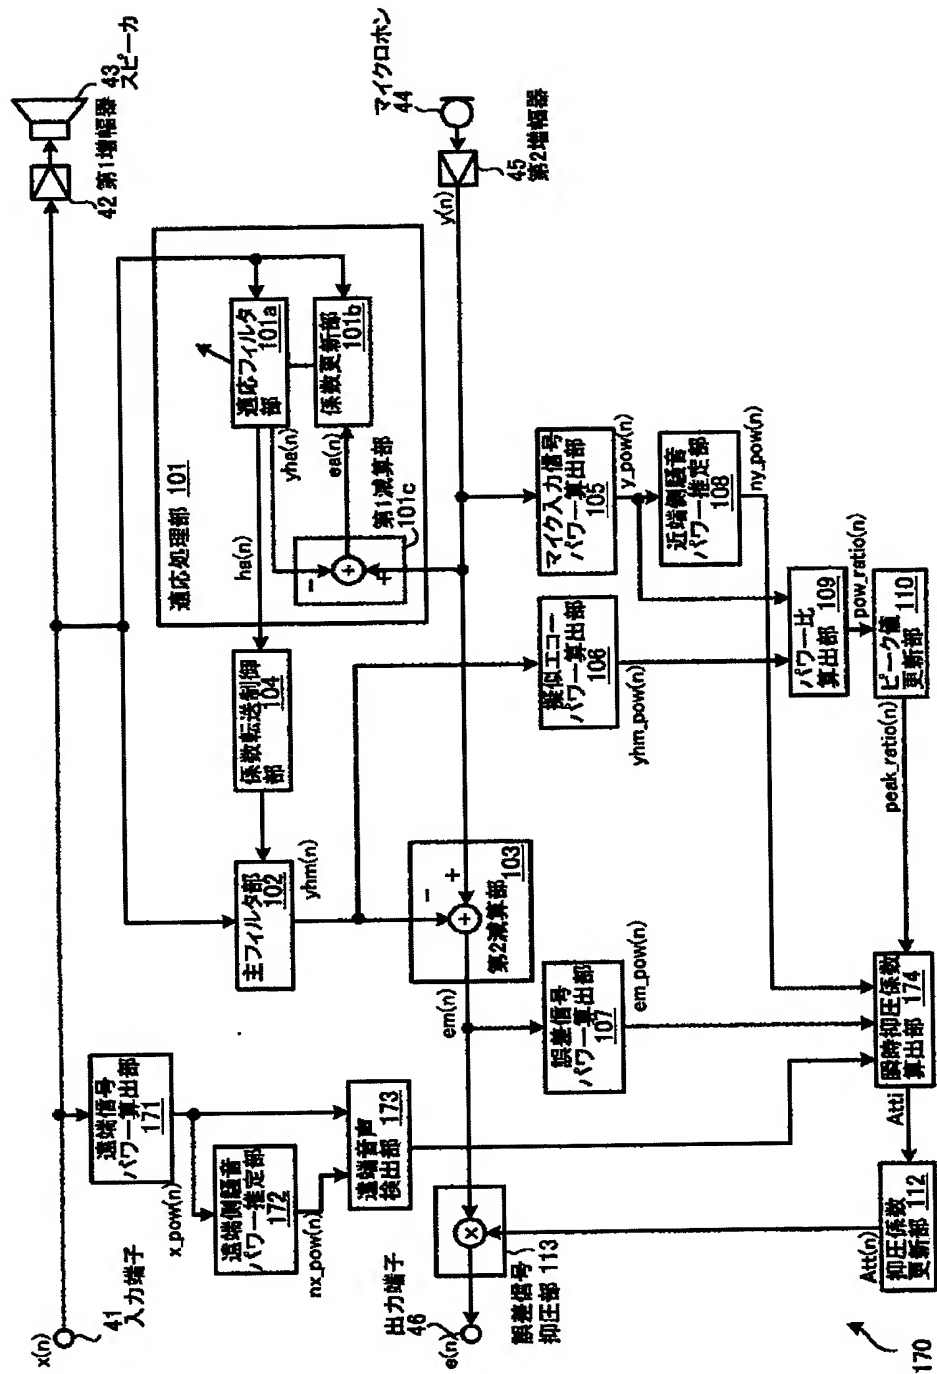 x(n)
41
入力端子
遠端信号
パワー算出部
171
x_pow(n)
遠端側騒音
パワー推定部
172
nx_pow(n)
遠端音声
検出部 173
42 第1増幅器
43
スピーカ
適応処理部 101
適応フィルタ
部 101a
係数更新部
101b
yha(n)
ea(n)
第1減算部
101c
−
+
+
ha(n)
係数転送制御
部 104
主フィルタ部
102
yhm(n)
マイクロホン
44
45
第2増幅器
y(n)
−
+
+
第2減算部 103
em(n)
出力端子
46
e(n)
×
誤差信号
抑圧部 113
マイク入力信号
パワー算出部
105
y_pow(n)
近端側騒音
パワー推定部
108
ny_pow(n)
擬似エコー
パワー算出部
106
yhm_pow(n)
誤差信号
パワー算出部
107
em_pow(n)
パワー比
算出部 109
pow_ratio(n)
ピーク値
更新部 110
peak_ratio(n)
瞬時抑圧係数
算出部 174
Atti
抑圧係数
更新部 112
Att(n)
170